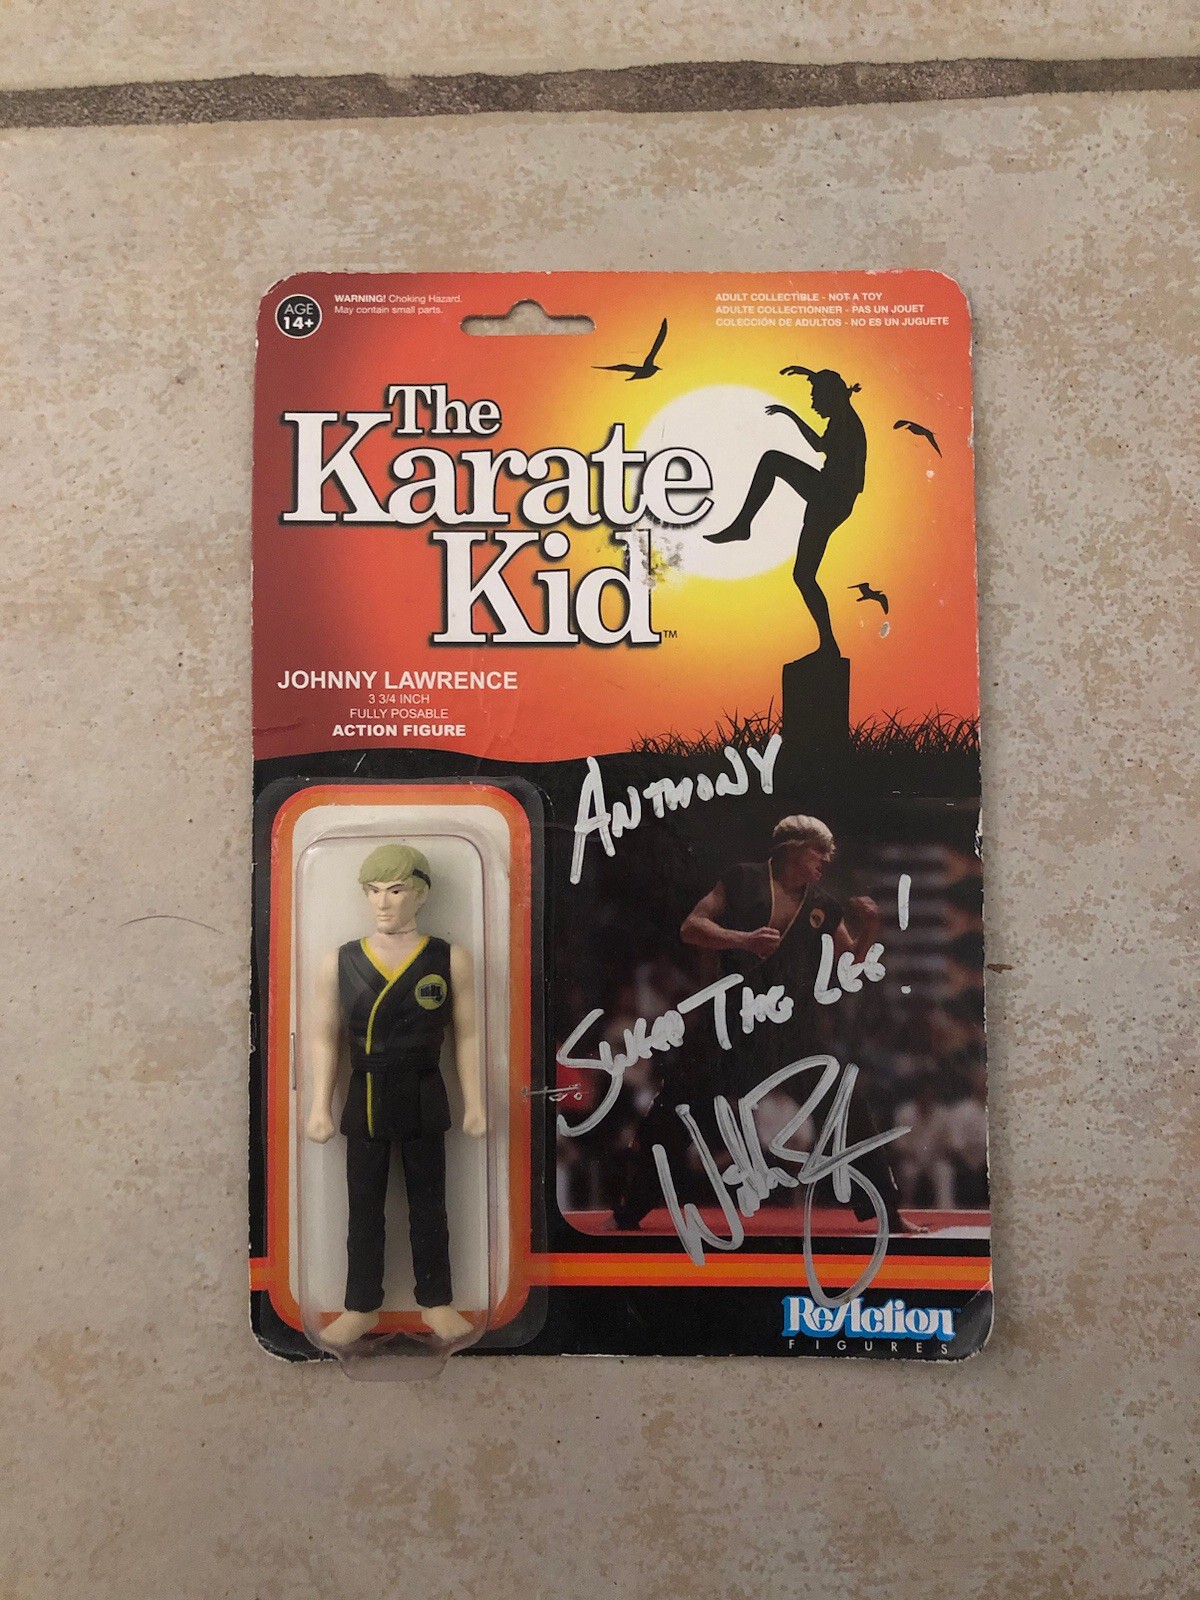 AGE
14+
WARNING! Choking Hazard.
May contain small parts.
ADULT COLLECTIBLE - NOT A TOY
ADULTE COLLECTIONNER - PAS UN JOUET
COLECCIÓN DE ADULTOS - NO ES UN JUGUETE
The
Karate
Kid™
JOHNNY LAWRENCE
3 3/4 INCH
FULLY POSABLE
ACTION FIGURE
ANTHONY
SWEEP THE LEG!
ReAction
FIGURES